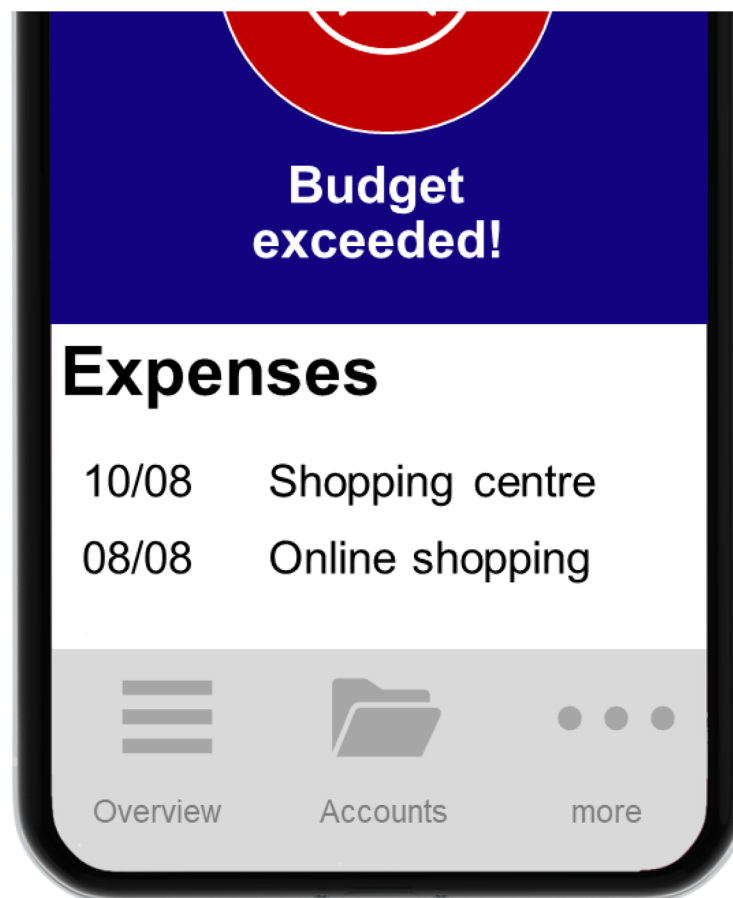 Budget
exceeded!
Expenses
10/08 Shopping centre
08/08 Online shopping
Overview Accounts more